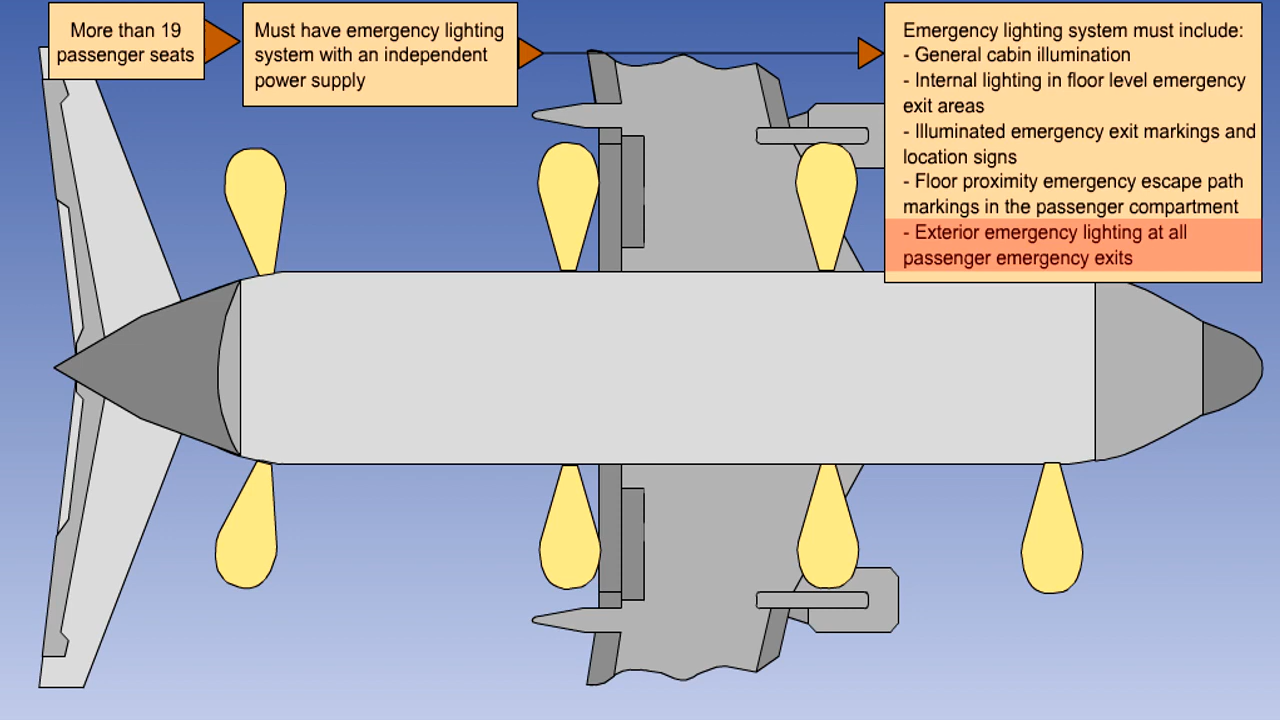 More than 19
passenger seats
Must have emergency lighting
system with an independent
power supply
Emergency lighting system must include:
- General cabin illumination
- Internal lighting in floor level emergency
exit areas
- Illuminated emergency exit markings and
location signs
- Floor proximity emergency escape path
markings in the passenger compartment
- Exterior emergency lighting at all
passenger emergency exits